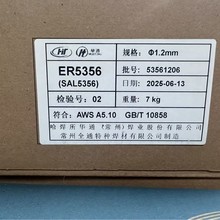 HT 华通
规格: Φ1.2mm
ER5356
(SAL5356)
批号: 53561206
日期: 2025-06-13
检验号: 02
重量: 7 kg
符合: AWS A5.10 GB/T 10858
哈焊所华通(常州)焊业股份有限公司
常州全通特种焊材有限公司